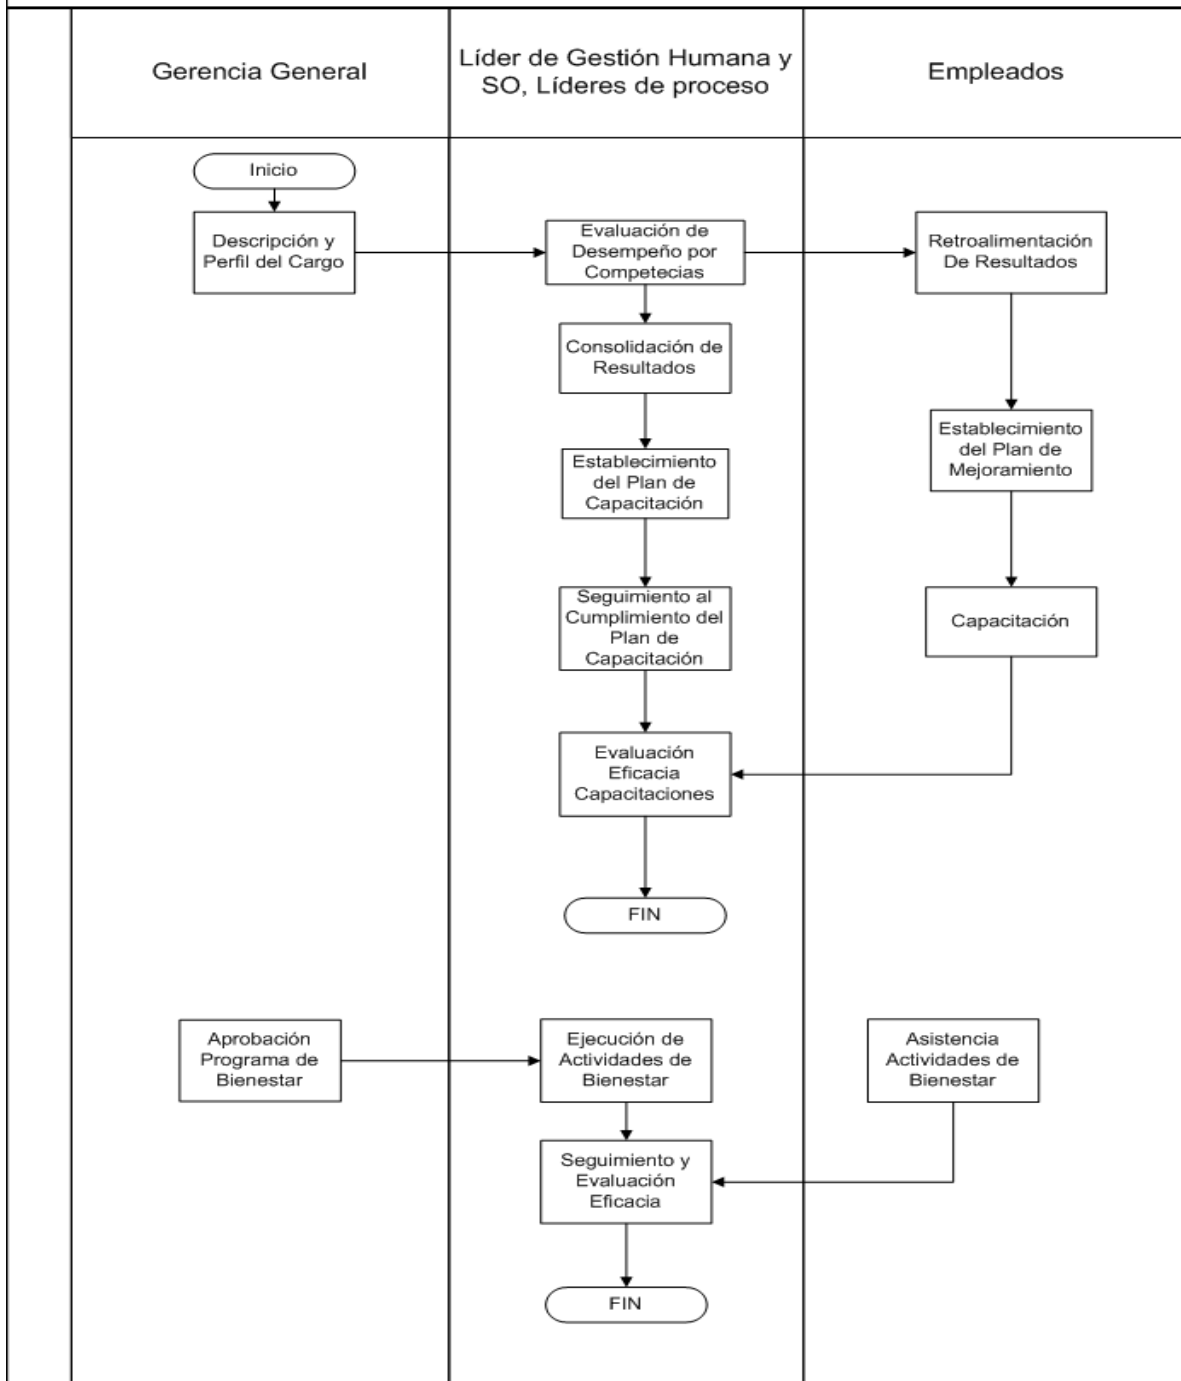 Gerencia General
Líder de Gestión Humana y
SO, Líderes de proceso
Empleados
Inicio
Descripción y
Perfil del Cargo
Evaluación de
Desempeño por
Competecias
Retroalimentación
De Resultados
Consolidación de
Resultados
Establecimiento
del Plan de
Mejoramiento
Establecimiento
del Plan de
Capacitación
Seguimiento al
Cumplimiento del
Plan de
Capacitación
Capacitación
Evaluación
Eficacia
Capacitaciones
FIN
Aprobación
Programa de
Bienestar
Ejecución de
Actividades de
Bienestar
Asistencia
Actividades de
Bienestar
Seguimiento y
Evaluación
Eficacia
FIN